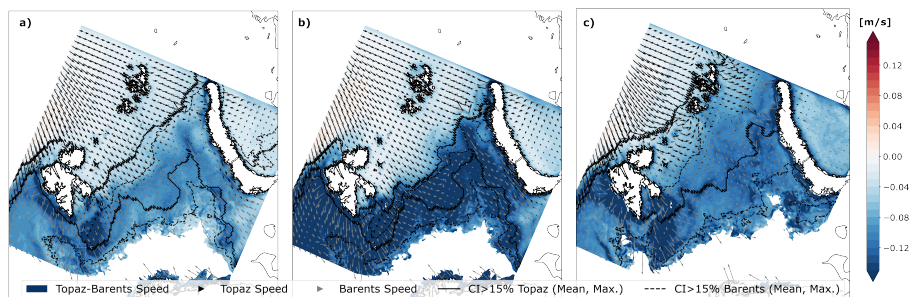 a)
b)
c)
[m/s]
0.12
0.08
0.04
0.00
−0.04
−0.08
−0.12
Topaz-Barents Speed
Topaz Speed
Barents Speed
CI>15% Topaz (Mean, Max.)
CI>15% Barents (Mean, Max.)